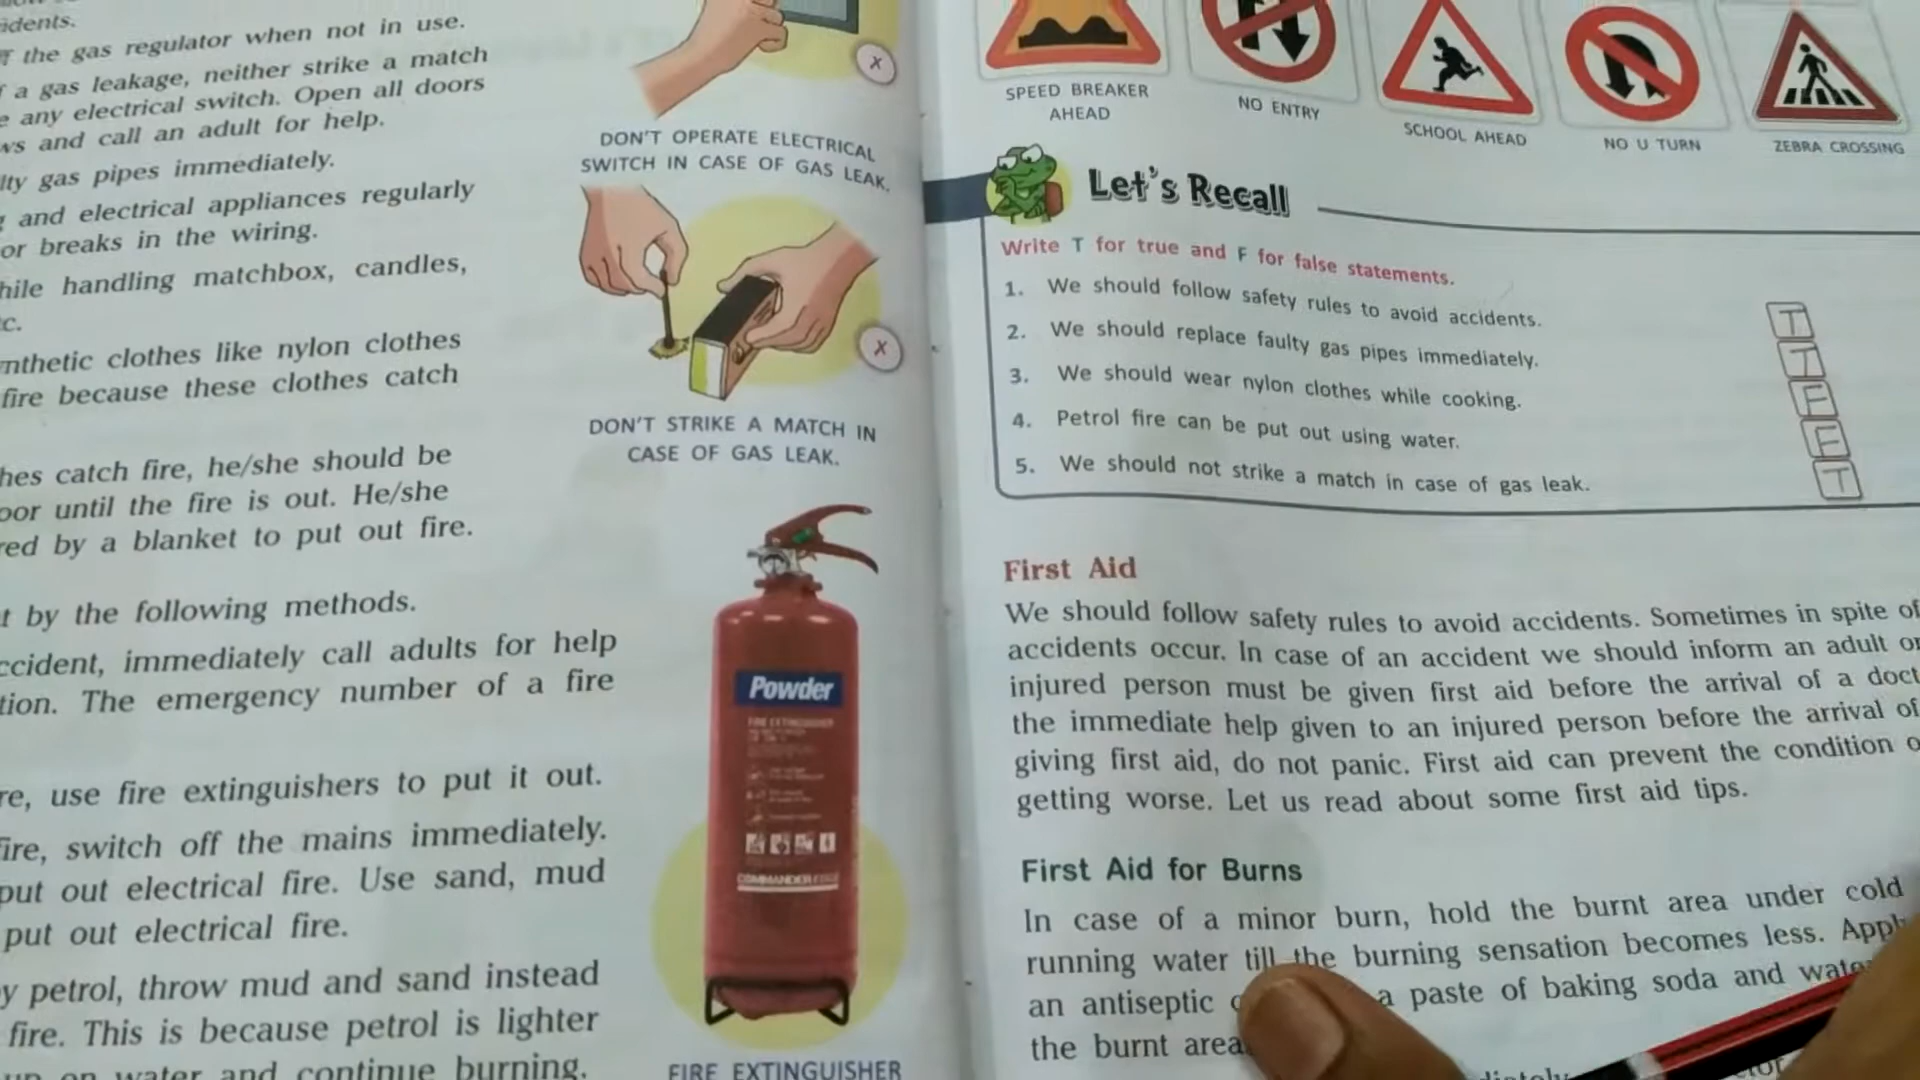 idents.
the gas regulator when not in use.
a gas leakage, neither strike a match
any electrical switch. Open all doors
ws and call an adult for help.
lty gas pipes immediately.
and electrical appliances regularly
or breaks in the wiring.
hile handling matchbox, candles,
c.
nthetic clothes like nylon clothes
fire because these clothes catch
hes catch fire, he/she should be
oor until the fire is out. He/she
red by a blanket to put out fire.
t by the following methods.
ccident, immediately call adults for help
tion. The emergency number of a fire
re, use fire extinguishers to put it out.
fire, switch off the mains immediately.
put out electrical fire. Use sand, mud
put out electrical fire.
y petrol, throw mud and sand instead
fire. This is because petrol is lighter
up on water and continue burning.
X
DON'T OPERATE ELECTRICAL
SWITCH IN CASE OF GAS LEAK.
X
DON'T STRIKE A MATCH IN
CASE OF GAS LEAK.
Powder
FIRE EXTINGUISHER
COMMANDER EDGE
FIRE EXTINGUISHER
SPEED BREAKER
AHEAD
NO ENTRY
SCHOOL AHEAD
NO U TURN
ZEBRA CROSSING
Let's Recall
Write T for true and F for false statements.
1. We should follow safety rules to avoid accidents. T
2. We should replace faulty gas pipes immediately. T
3. We should wear nylon clothes while cooking. F
4. Petrol fire can be put out using water. F
5. We should not strike a match in case of gas leak. T
First Aid
We should follow safety rules to avoid accidents. Sometimes in spite of
accidents occur. In case of an accident we should inform an adult or
injured person must be given first aid before the arrival of a doct
the immediate help given to an injured person before the arrival of
giving first aid, do not panic. First aid can prevent the condition o
getting worse. Let us read about some first aid tips.
First Aid for Burns
In case of a minor burn, hold the burnt area under cold
running water till the burning sensation becomes less. Apply
an antiseptic a paste of baking soda and water
the burnt area